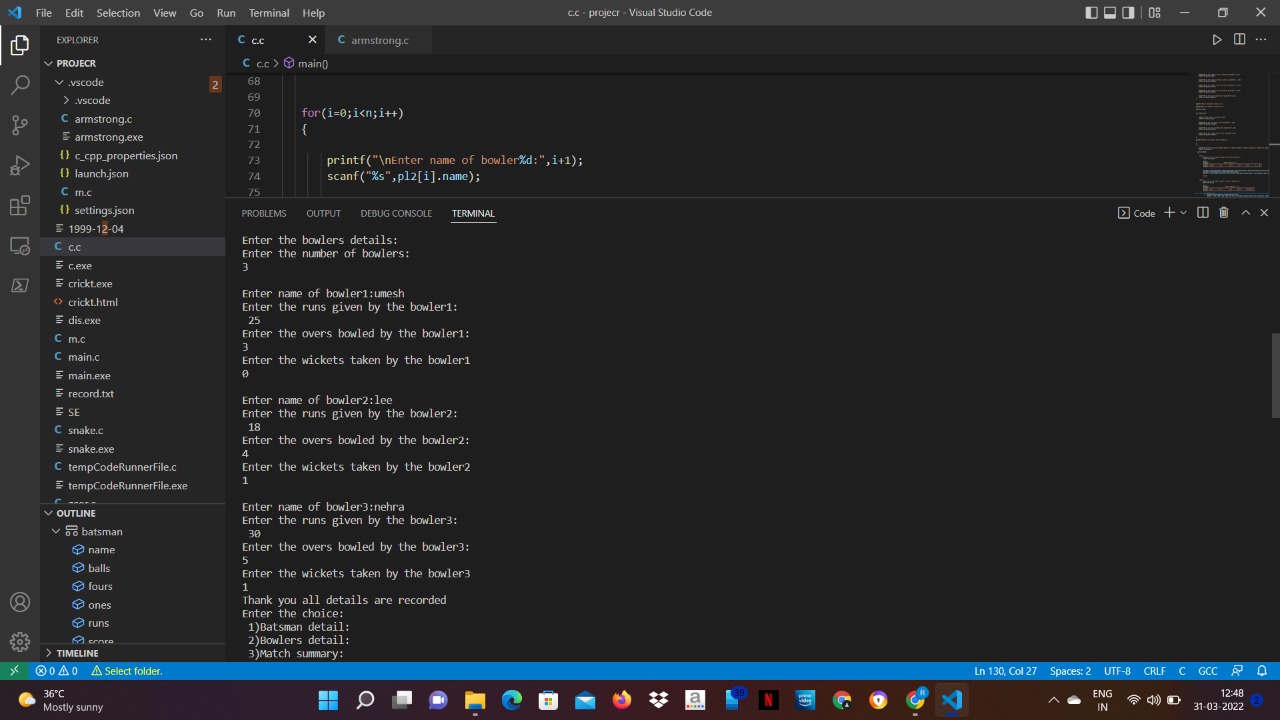 File Edit Selection View Go Run Terminal Help c.c - projecr - Visual Studio Code
EXPLORER
PROJECR
.vscode 2
.vscode
armstrong.c
armstrong.exe
c_cpp_properties.json
launch.json
m.c
settings.json
1999-12-04
c.c
c.exe
crickt.exe
crickt.html
dis.exe
m.c
main.c
main.exe
record.txt
SE
snake.c
snake.exe
tempCodeRunnerFile.c
tempCodeRunnerFile.exe
OUTLINE
batsman
name
balls
fours
ones
runs
score
TIMELINE
c.c armstrong.c
c.c > main()
68
69
70 for(i=0;i<n;i++)
71 {
72
73 printf("\nEnter name of bowler%d:",i+1);
74 scanf("%s",pl2[i].name);
75
PROBLEMS OUTPUT DEBUG CONSOLE TERMINAL Code
Enter the bowlers details:
Enter the number of bowlers:
3
Enter name of bowler1:umesh
Enter the runs given by the bowler1:
25
Enter the overs bowled by the bowler1:
3
Enter the wickets taken by the bowler1
0
Enter name of bowler2:lee
Enter the runs given by the bowler2:
18
Enter the overs bowled by the bowler2:
4
Enter the wickets taken by the bowler2
1
Enter name of bowler3:nehra
Enter the runs given by the bowler3:
30
Enter the overs bowled by the bowler3:
5
Enter the wickets taken by the bowler3
1
Thank you all details are recorded
Enter the choice:
1)Batsman detail:
2)Bowlers detail:
3)Match summary:
0 0 Select folder. Ln 130, Col 27 Spaces: 2 UTF-8 CRLF C GCC
36°C
Mostly sunny
39
ENG
IN
12:48
31-03-2022
2